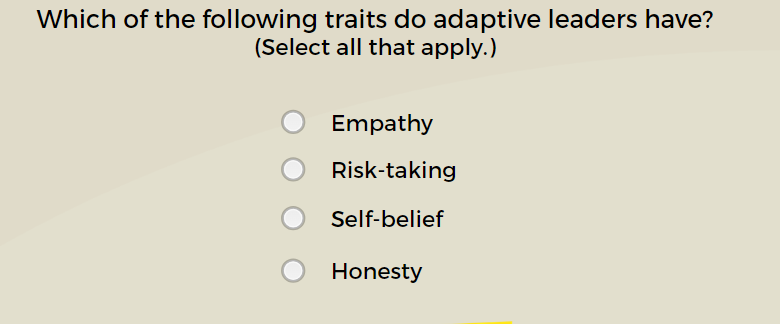 Which of the following traits do adaptive leaders have?
(Select all that apply.)
Empathy
Risk-taking
Self-belief
Honesty